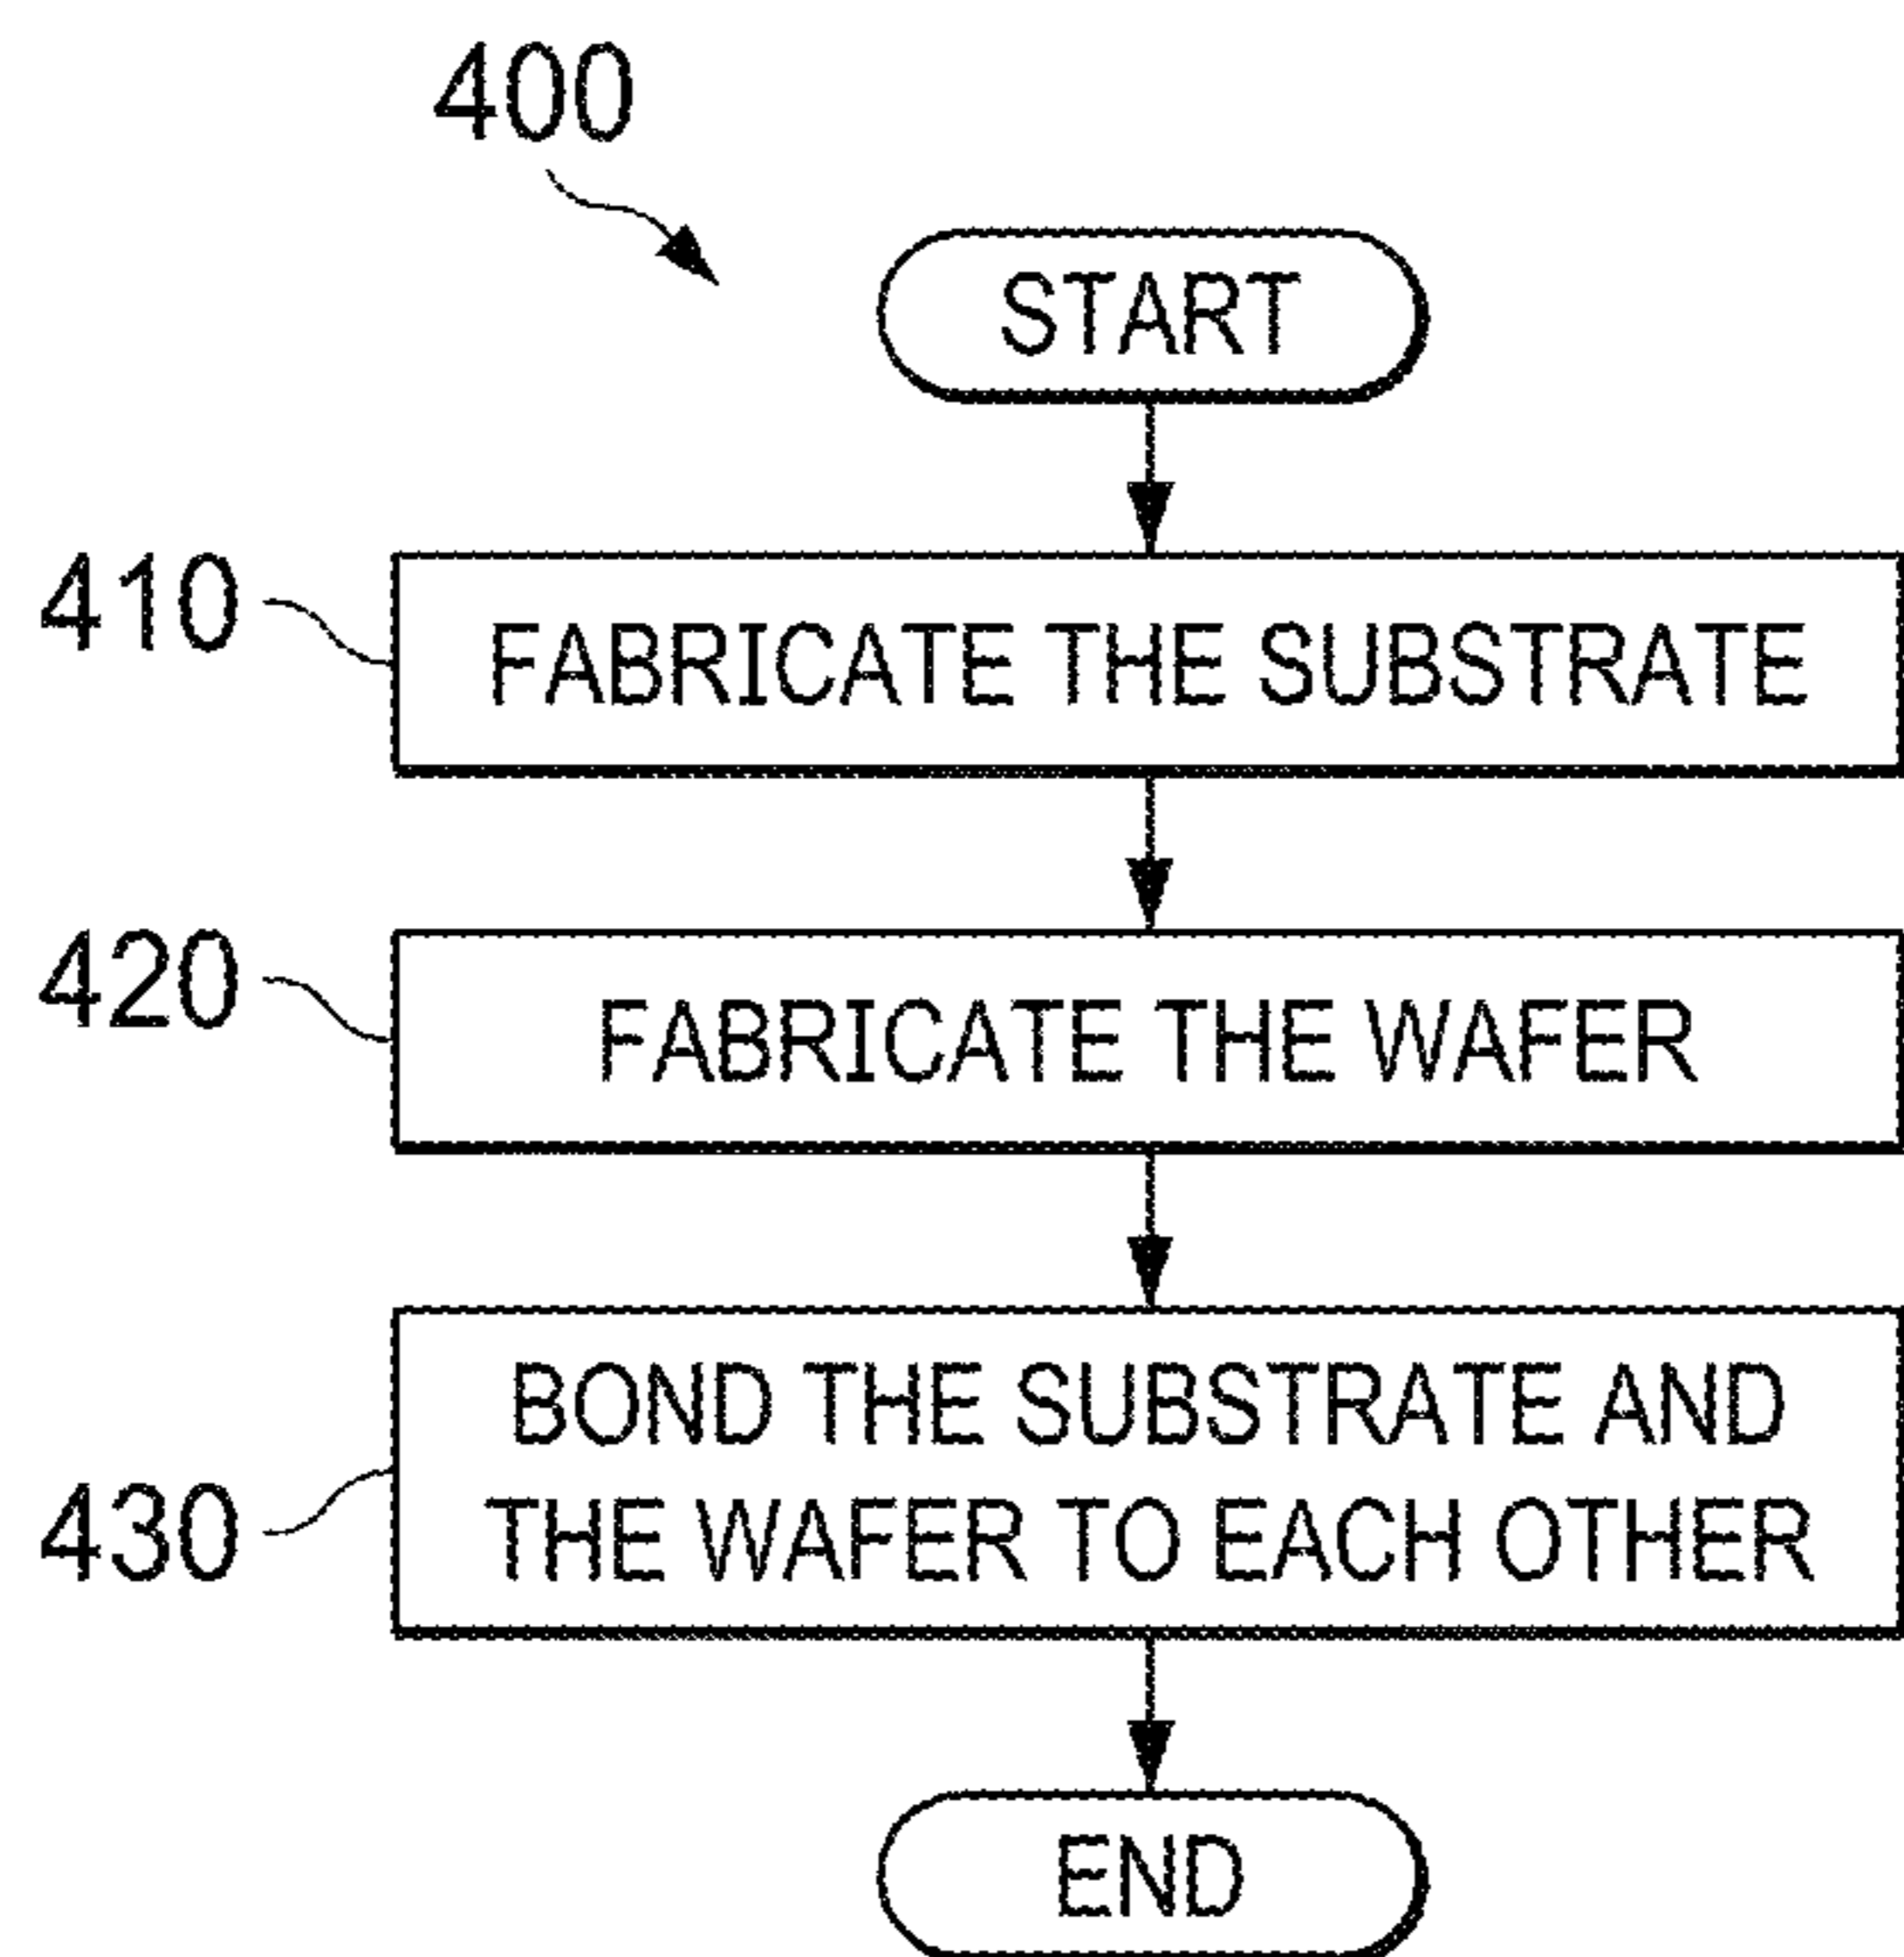 400
START
410
FABRICATE THE SUBSTRATE
420
FABRICATE THE WAFER
430
BOND THE SUBSTRATE AND
THE WAFER TO EACH OTHER
END